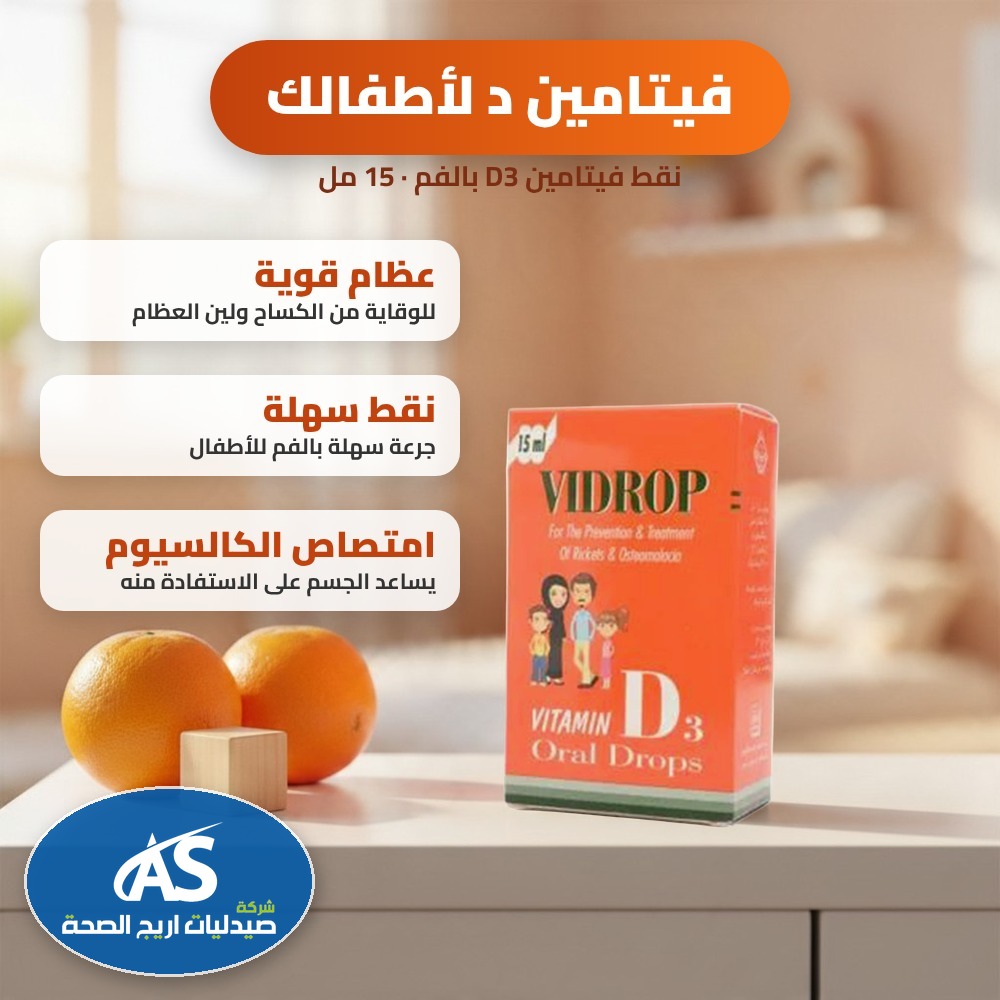 فيتامين د لأطفالك
نقط فيتامين D3 بالفم · 15 مل
عظام قوية
للوقاية من الكساح ولين العظام
نقط سهلة
جرعة سهلة بالفم للأطفال
امتصاص الكالسيوم
يساعد الجسم على الاستفادة منه
15 ml
VIDROP
For The Prevention & Treatment
Of Rickets & Osteomalacia
VITAMIN D3
Oral Drops
AS
شركة
صيدليات اريج الصحة